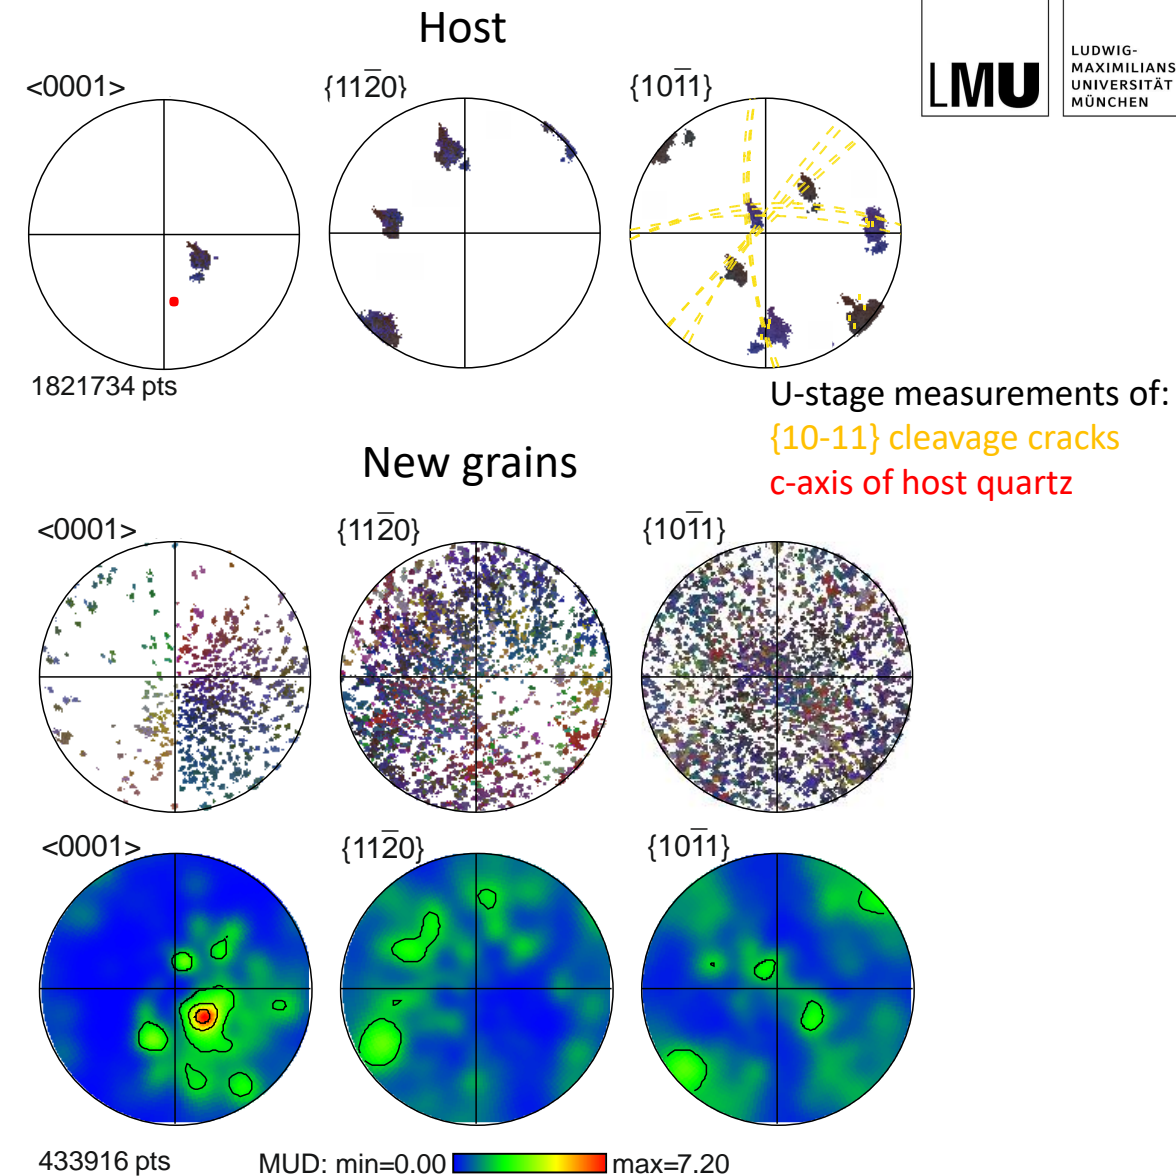 Host
LMU
LUDWIG-
MAXIMILIANS
UNIVERSITÄT
MÜNCHEN
<0001>
{112̅0}
{101̅1}
1821734 pts
U-stage measurements of:
{10-11} cleavage cracks
c-axis of host quartz
New grains
<0001>
{112̅0}
{101̅1}
<0001>
{112̅0}
{101̅1}
433916 pts
MUD: min=0.00 max=7.20